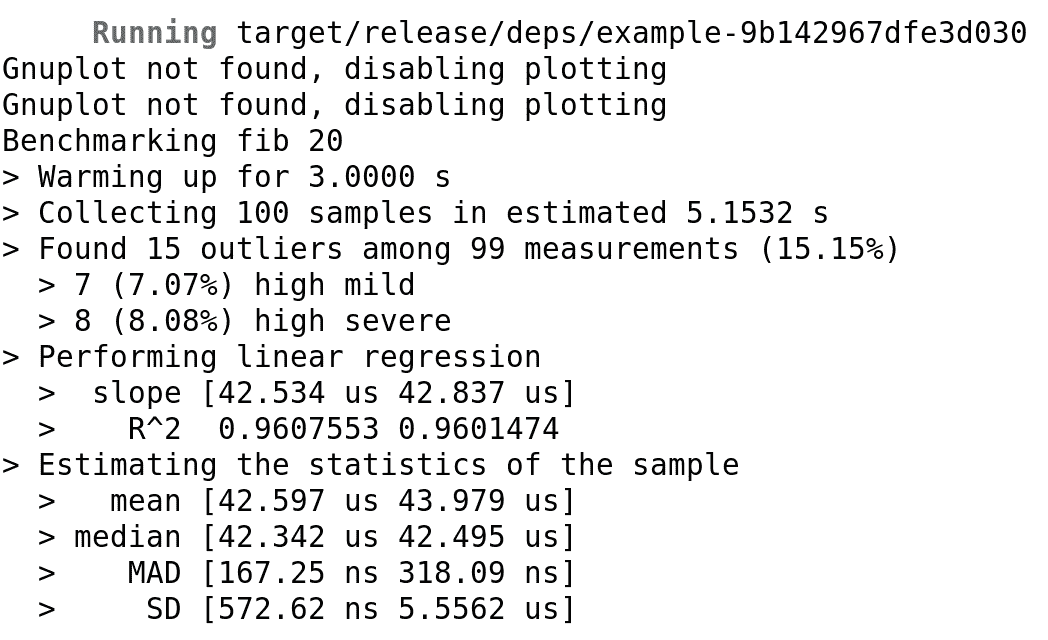 Running target/release/deps/example-9b142967dfe3d030
Gnuplot not found, disabling plotting
Gnuplot not found, disabling plotting
Benchmarking fib 20
> Warming up for 3.0000 s
> Collecting 100 samples in estimated 5.1532 s
> Found 15 outliers among 99 measurements (15.15%)
  > 7 (7.07%) high mild
  > 8 (8.08%) high severe
> Performing linear regression
  >  slope [42.534 us 42.837 us]
  >    R^2  0.9607553 0.9601474
> Estimating the statistics of the sample
  >   mean [42.597 us 43.979 us]
  > median [42.342 us 42.495 us]
  >    MAD [167.25 ns 318.09 ns]
  >     SD [572.62 ns 5.5562 us]